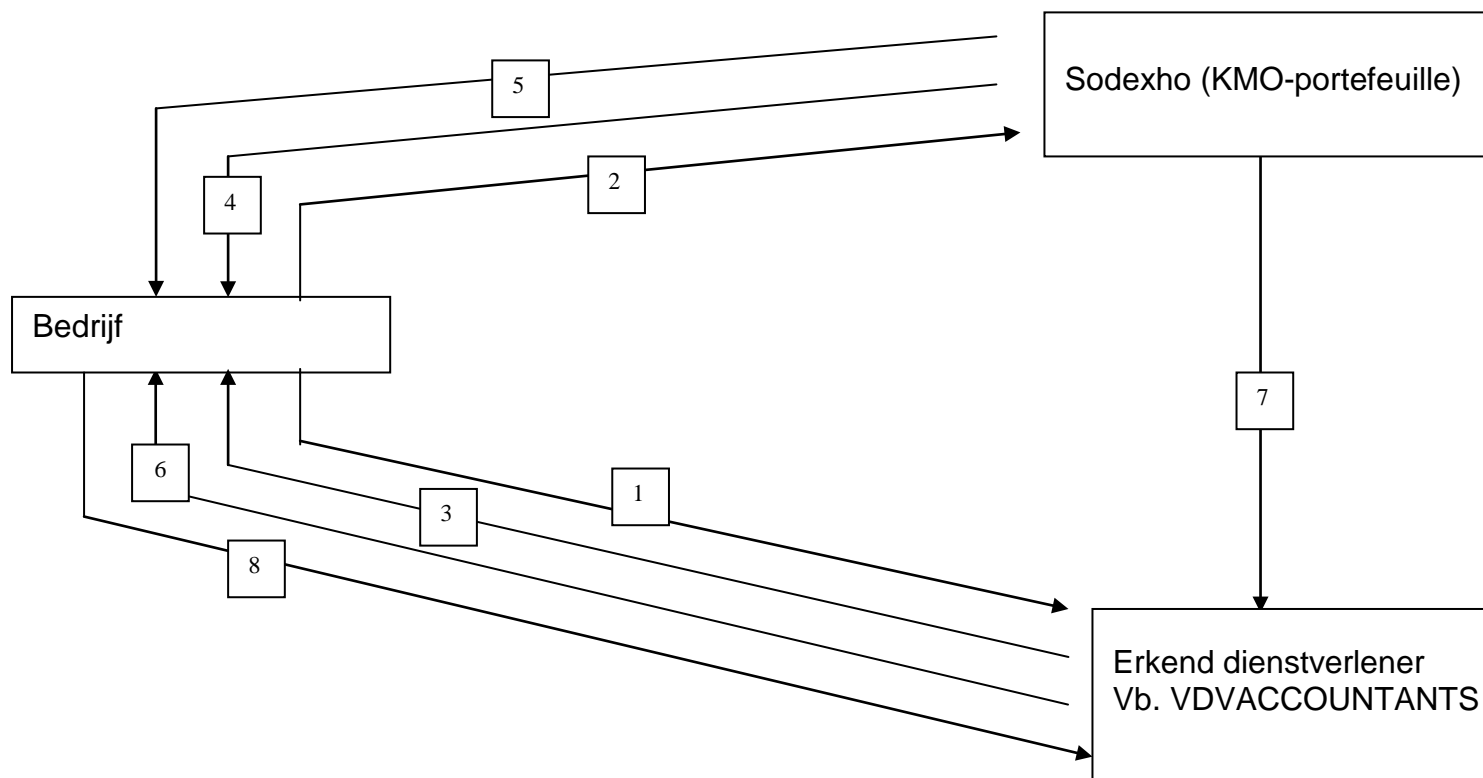 5
Sodexho (KMO-portefeuille)
2
4
Bedrijf
7
6
1
3
8
Erkend dienstverlener
Vb. VDVACCOUNTANTS